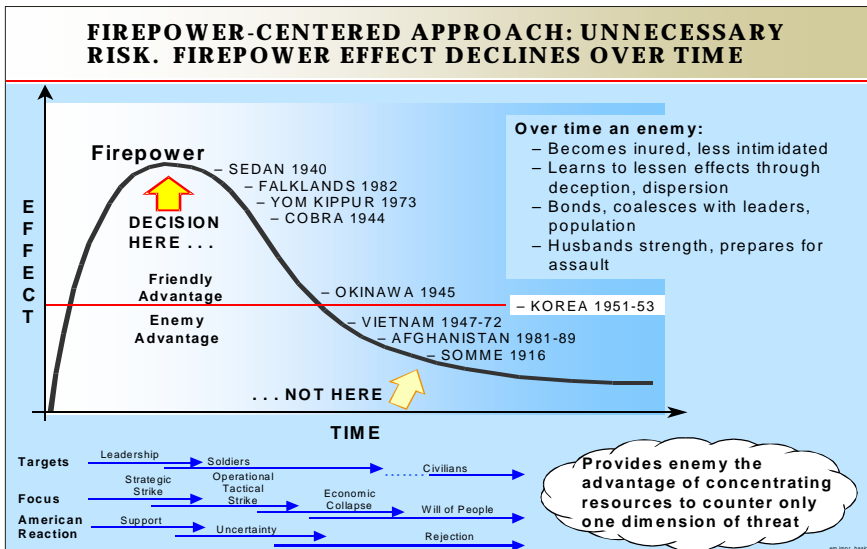 FIREPOWER-CENTERED APPROACH: UNNECESSARY
RISK. FIREPOWER EFFECT DECLINES OVER TIME
EFFECT
Firepower
– SEDAN 1940
– FALKLANDS 1982
– YOM KIPPUR 1973
– COBRA 1944
DECISION
HERE . . .
Over time an enemy:
– Becomes inured, less intimidated
– Learns to lessen effects through
deception, dispersion
– Bonds, coalesces with leaders,
population
– Husbands strength, prepares for
assault
Friendly
Advantage
– OKINAWA 1945
– KOREA 1951-53
Enemy
Advantage
– VIETNAM 1947-72
– AFGHANISTAN 1981-89
– SOMME 1916
. . . NOT HERE
TIME
Targets
Leadership
Soldiers
Civilians
Focus
Strategic
Strike
Operational
Tactical
Strike
Economic
Collapse
Will of People
American
Reaction
Support
Uncertainty
Rejection
Provides enemy the
advantage of concentrating
resources to counter only
one dimension of threat